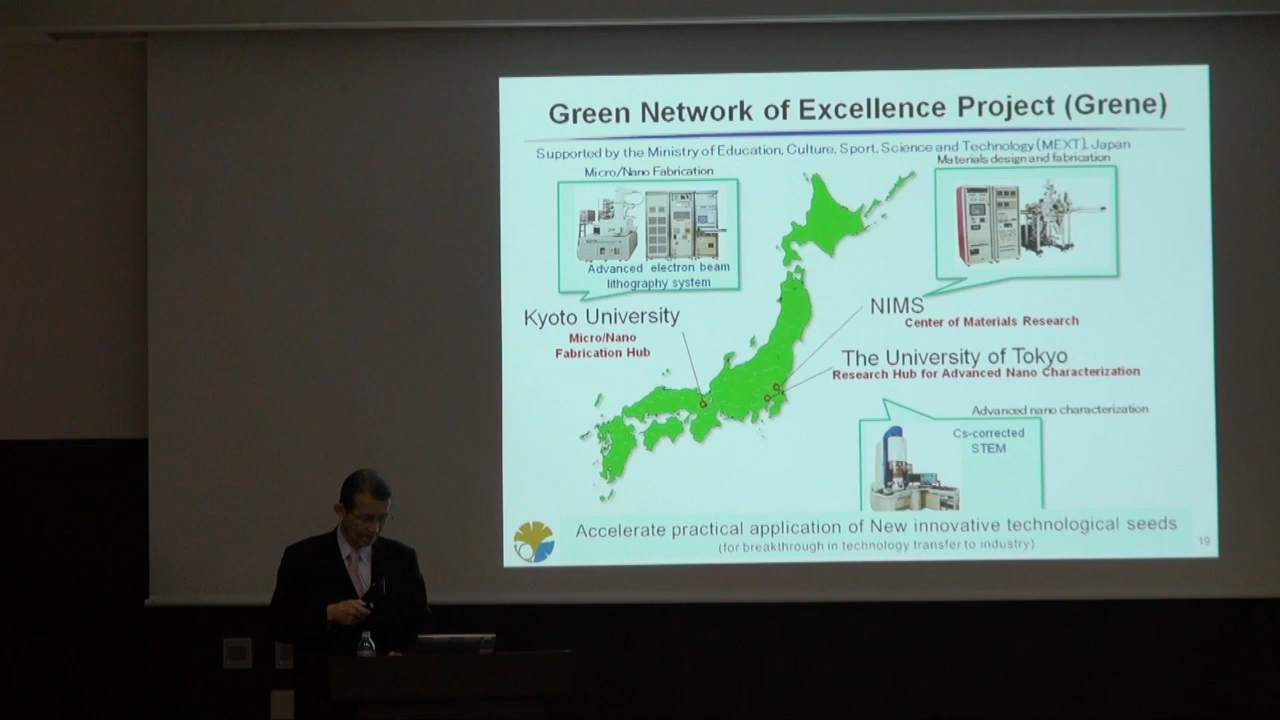 Green Network of Excellence Project (Grene)
Supported by the Ministry of Education, Culture, Sport, Science and Technology (MEXT), Japan
Micro/Nano Fabrication
Materials design and fabrication
Advanced electron beam
lithography system
Kyoto University
Micro/Nano
Fabrication Hub
NIMS
Center of Materials Research
The University of Tokyo
Research Hub for Advanced Nano Characterization
Advanced nano characterization
Cs-corrected
STEM
Accelerate practical application of New innovative technological seeds
(for breakthrough in technology transfer to industry)
19